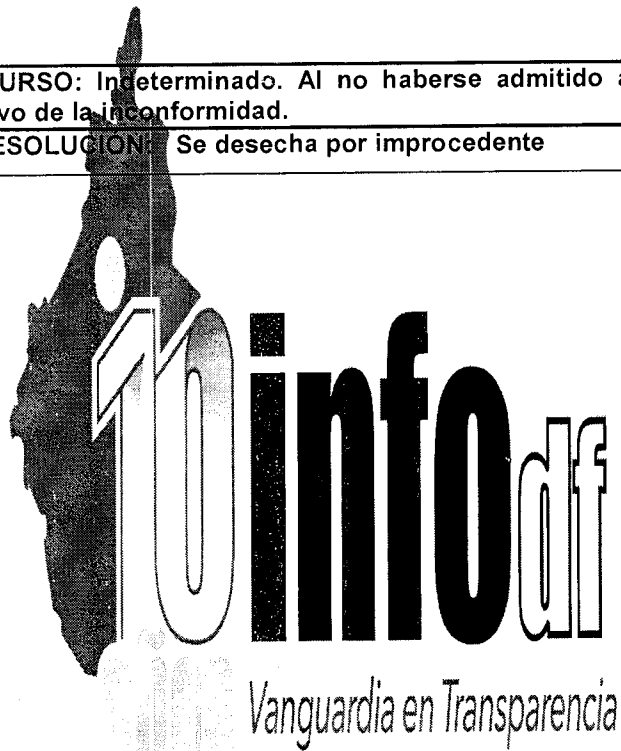 URSO: Indeterminado. Al no haberse admitido a
vo de la inconformidad.
ESOLUCIÓN: Se desecha por improcedente
10 info df
Vanguardia en Transparencia